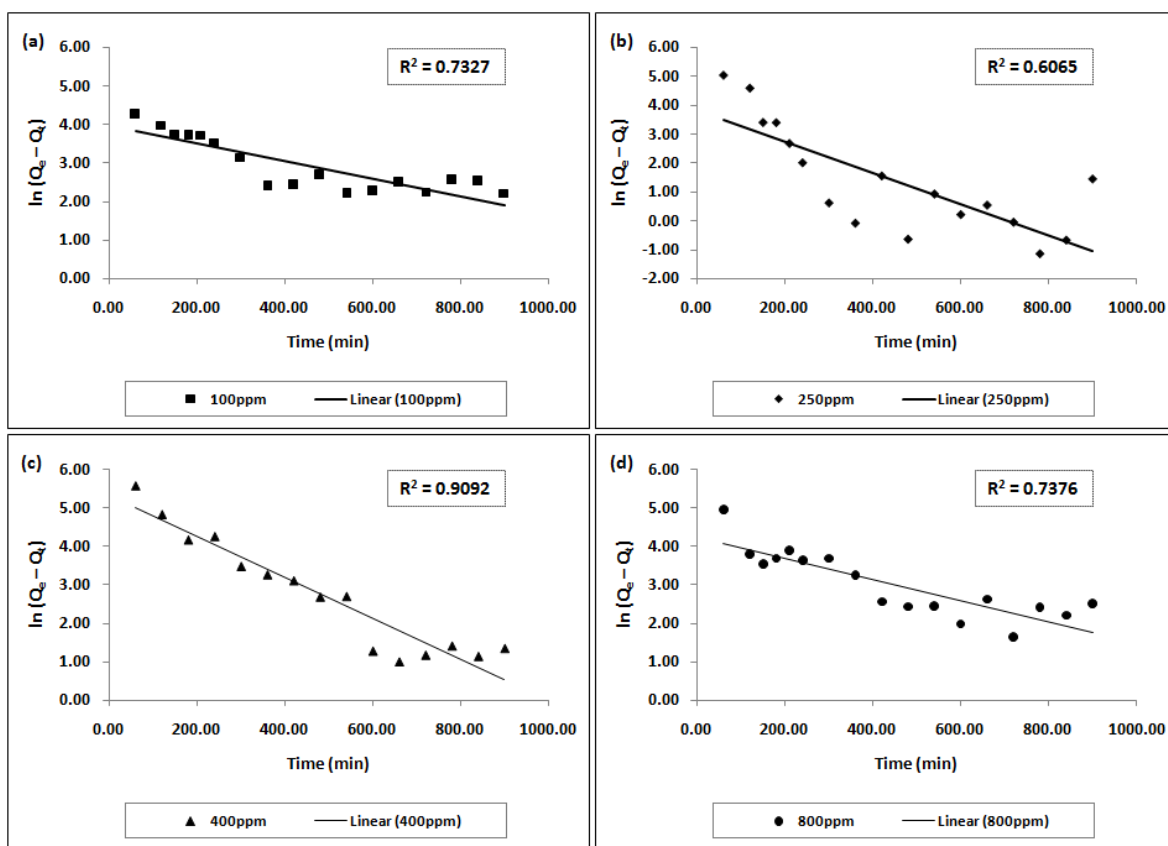 (a)
R² = 0.7327
6.00
5.00
4.00
3.00
2.00
1.00
0.00
ln (Qₑ – Qₜ)
0.00 200.00 400.00 600.00 800.00 1000.00
Time (min)
100ppm Linear (100ppm)
(b)
R² = 0.6065
6.00
5.00
4.00
3.00
2.00
1.00
0.00
-1.00
-2.00
ln (Qₑ – Qₜ)
0.00 200.00 400.00 600.00 800.00 1000.00
Time (min)
250ppm Linear (250ppm)
(c)
R² = 0.9092
6.00
5.00
4.00
3.00
2.00
1.00
0.00
ln (Qₑ – Qₜ)
0.00 200.00 400.00 600.00 800.00 1000.00
Time (min)
400ppm Linear (400ppm)
(d)
R² = 0.7376
6.00
5.00
4.00
3.00
2.00
1.00
0.00
ln (Qₑ – Qₜ)
0.00 200.00 400.00 600.00 800.00 1000.00
Time (min)
800ppm Linear (800ppm)